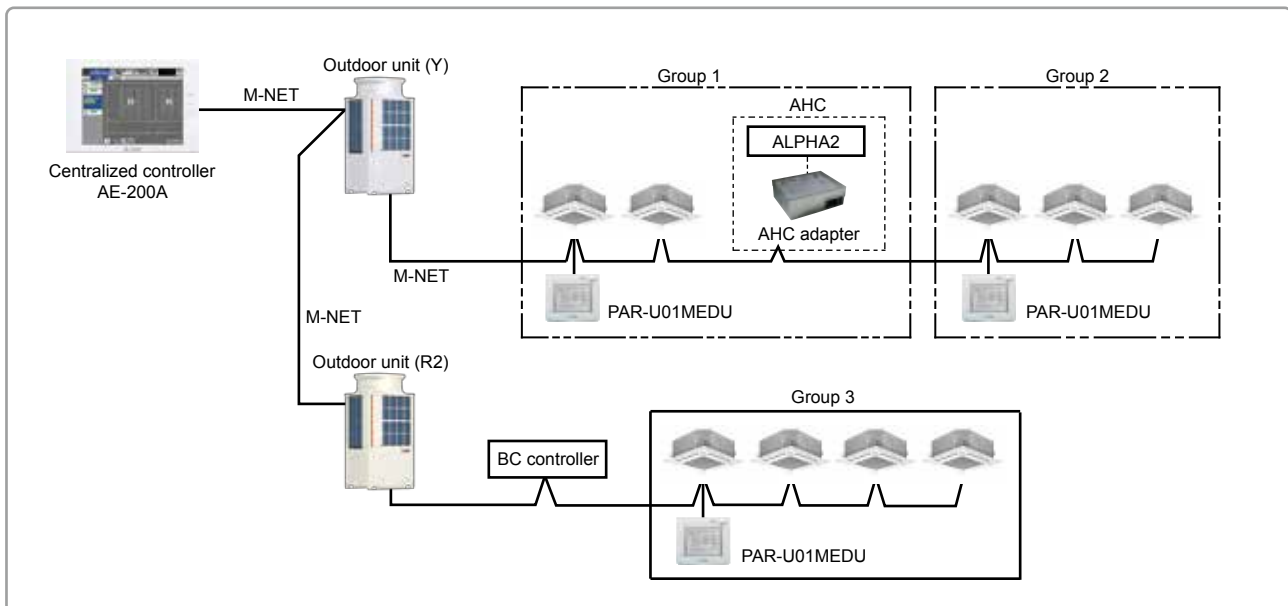 Outdoor unit (Y)
M-NET
Centralized controller
AE-200A
Group 1
AHC
ALPHA2
AHC adapter
Group 2
M-NET
PAR-U01MEDU
PAR-U01MEDU
M-NET
Outdoor unit (R2)
BC controller
Group 3
PAR-U01MEDU